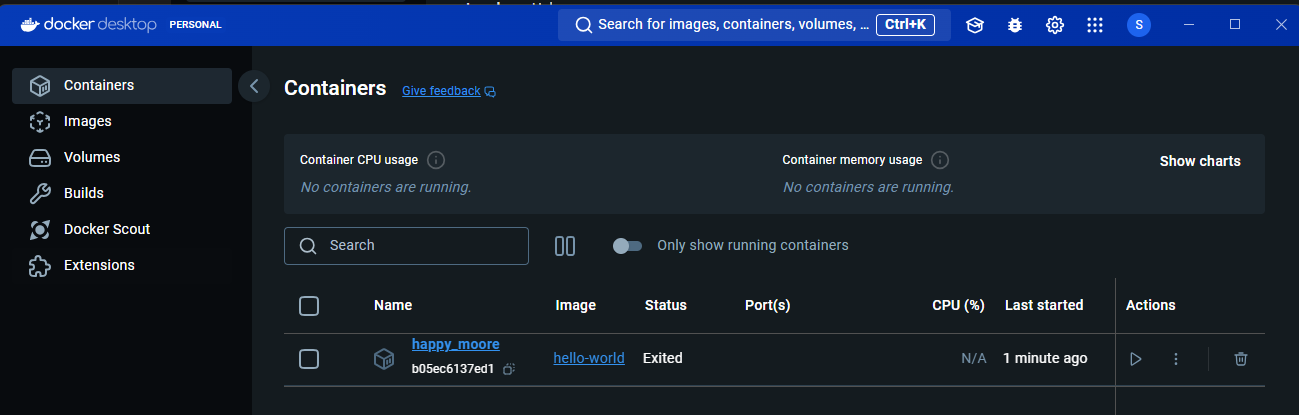 docker desktop PERSONAL Search for images, containers, volumes, ... Ctrl+K S
Containers
Images
Volumes
Builds
Docker Scout
Extensions
Containers Give feedback
Container CPU usage Container memory usage Show charts
No containers are running. No containers are running.
Search Only show running containers
Name Image Status Port(s) CPU (%) Last started Actions
happy_moore
b05ec6137ed1 hello-world Exited N/A 1 minute ago